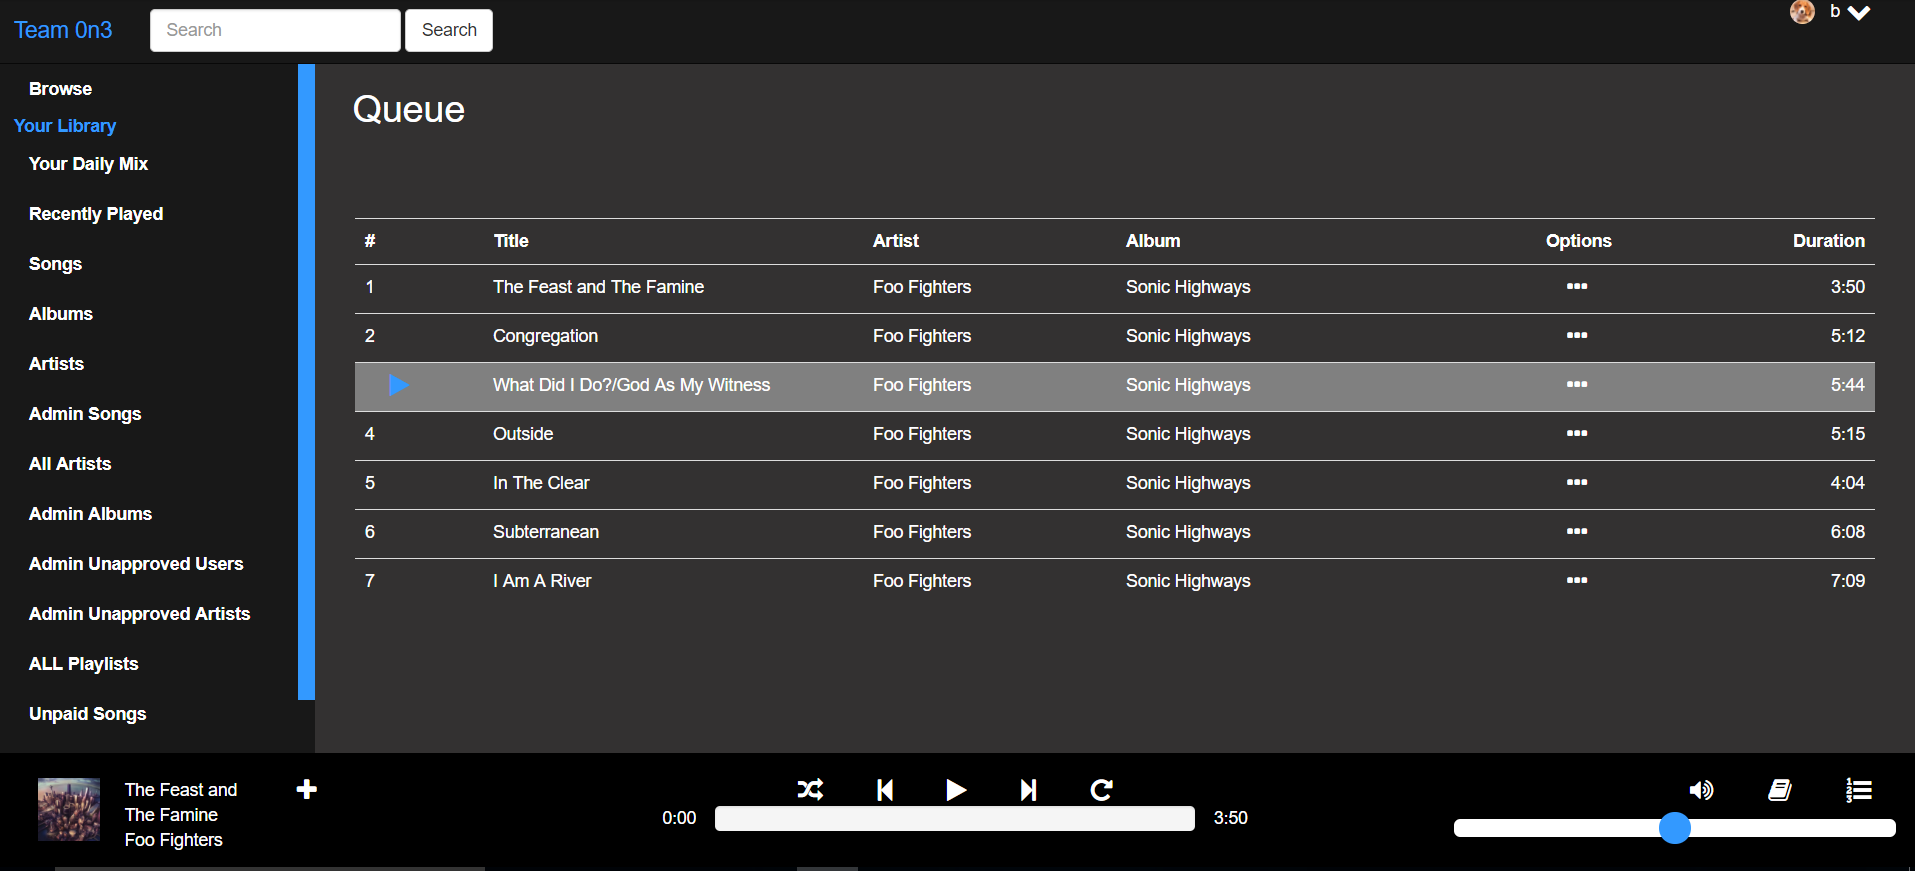 Team 0n3
Search
Search
b
Browse
Your Library
Your Daily Mix
Recently Played
Songs
Albums
Artists
Admin Songs
All Artists
Admin Albums
Admin Unapproved Users
Admin Unapproved Artists
ALL Playlists
Unpaid Songs
Queue
# Title Artist Album Options Duration
1 The Feast and The Famine Foo Fighters Sonic Highways 3:50
2 Congregation Foo Fighters Sonic Highways 5:12
What Did I Do?/God As My Witness Foo Fighters Sonic Highways 5:44
4 Outside Foo Fighters Sonic Highways 5:15
5 In The Clear Foo Fighters Sonic Highways 4:04
6 Subterranean Foo Fighters Sonic Highways 6:08
7 I Am A River Foo Fighters Sonic Highways 7:09
The Feast and
The Famine
Foo Fighters
0:00
3:50